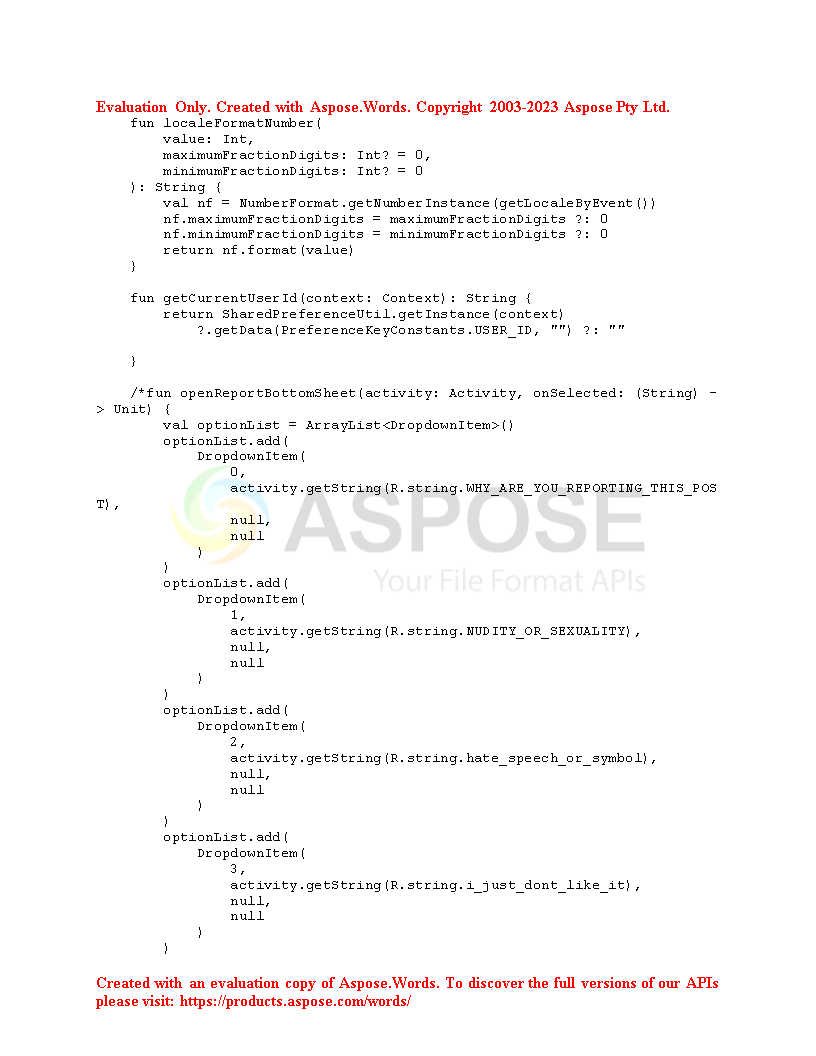 Evaluation Only. Created with Aspose.Words. Copyright 2003-2023 Aspose Pty Ltd.
    fun localeFormatNumber(
        value: Int,
        maximumFractionDigits: Int? = 0,
        minimumFractionDigits: Int? = 0
    ): String {
        val nf = NumberFormat.getNumberInstance(getLocaleByEvent())
        nf.maximumFractionDigits = maximumFractionDigits ?: 0
        nf.minimumFractionDigits = minimumFractionDigits ?: 0
        return nf.format(value)
    }

    fun getCurrentUserId(context: Context): String {
        return SharedPreferenceUtil.getInstance(context)
            ?.getData(PreferenceKeyConstants.USER_ID, "") ?: ""

    }

    /*fun openReportBottomSheet(activity: Activity, onSelected: (String) -
> Unit) {
        val optionList = ArrayList<DropdownItem>()
        optionList.add(
            DropdownItem(
                0,
                activity.getString(R.string.WHY_ARE_YOU_REPORTING_THIS_POS
T),
                null,
                null
            )
        )
        optionList.add(
            DropdownItem(
                1,
                activity.getString(R.string.NUDITY_OR_SEXUALITY),
                null,
                null
            )
        )
        optionList.add(
            DropdownItem(
                2,
                activity.getString(R.string.hate_speech_or_symbol),
                null,
                null
            )
        )
        optionList.add(
            DropdownItem(
                3,
                activity.getString(R.string.i_just_dont_like_it),
                null,
                null
            )
        )
ASPOSE
Your File Format APIs
Created with an evaluation copy of Aspose.Words. To discover the full versions of our APIs
please visit: https://products.aspose.com/words/